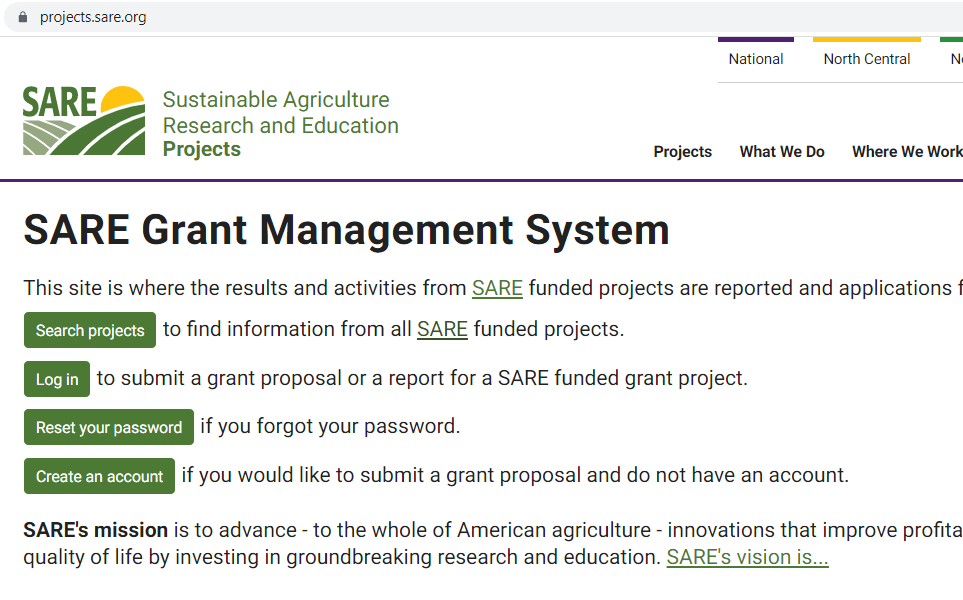 projects.sare.org
National North Central
SARE
Sustainable Agriculture
Research and Education
Projects
Projects What We Do Where We Work
SARE Grant Management System
This site is where the results and activities from SARE funded projects are reported and applications
Search projects to find information from all SARE funded projects.
Log in to submit a grant proposal or a report for a SARE funded grant project.
Reset your password if you forgot your password.
Create an account if you would like to submit a grant proposal and do not have an account.
SARE's mission is to advance - to the whole of American agriculture - innovations that improve
quality of life by investing in groundbreaking research and education. SARE's vision is...